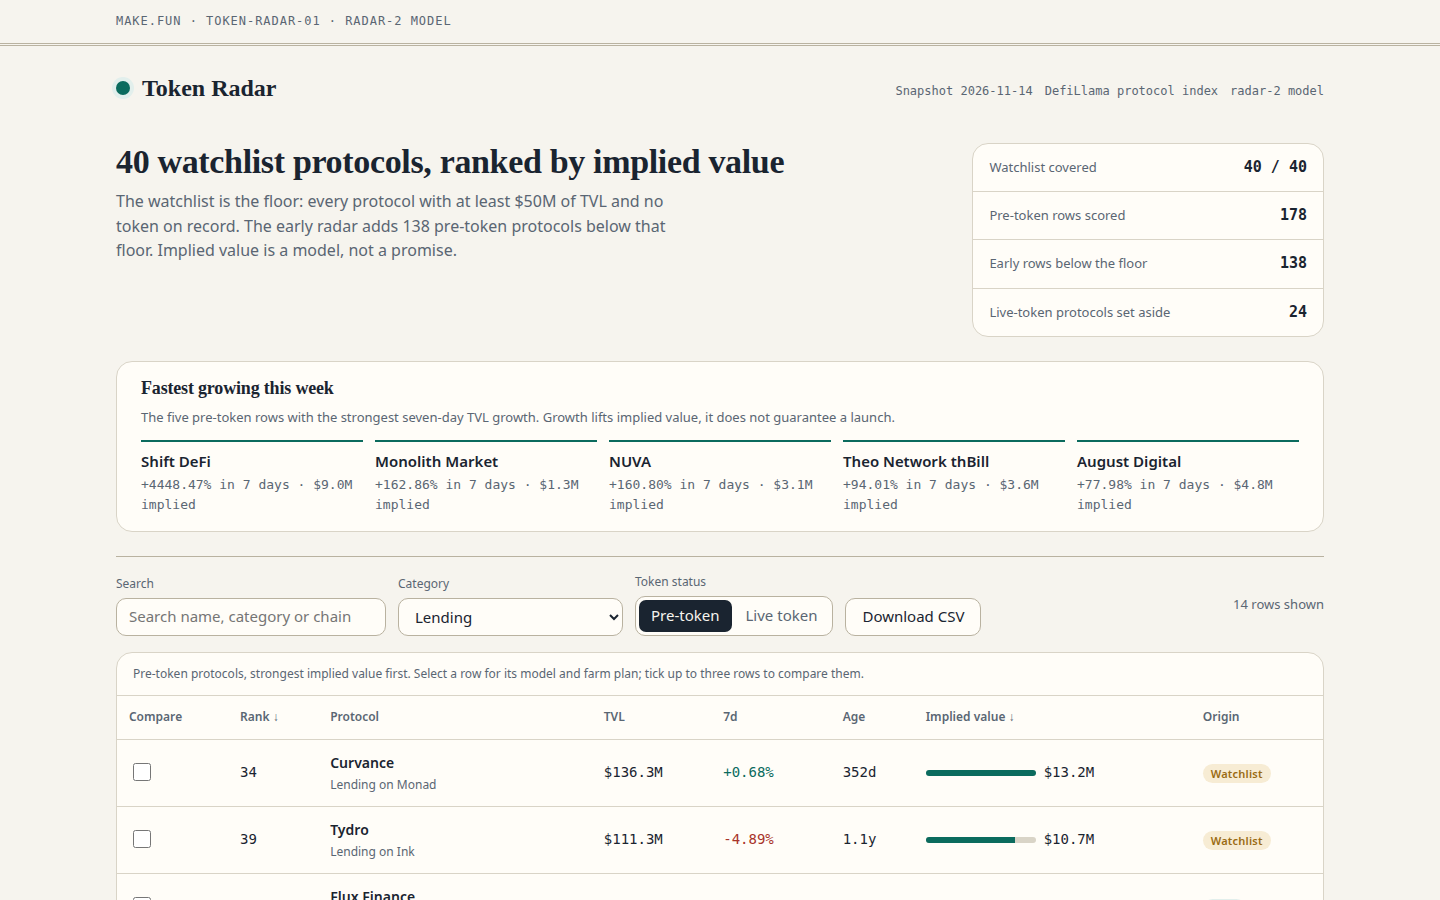 MAKE.FUN · TOKEN-RADAR-01 · RADAR-2 MODEL
Token Radar
Snapshot 2026-11-14 DefiLlama protocol index radar-2 model
40 watchlist protocols, ranked by implied value
The watchlist is the floor: every protocol with at least $50M of TVL and no
token on record. The early radar adds 138 pre-token protocols below that
floor. Implied value is a model, not a promise.
Watchlist covered 40 / 40
Pre-token rows scored 178
Early rows below the floor 138
Live-token protocols set aside 24
Fastest growing this week
The five pre-token rows with the strongest seven-day TVL growth. Growth lifts implied value, it does not guarantee a launch.
Shift DeFi
+4448.47% in 7 days · $9.0M
implied
Monolith Market
+162.86% in 7 days · $1.3M
implied
NUVA
+160.80% in 7 days · $3.1M
implied
Theo Network thBill
+94.01% in 7 days · $3.6M
implied
August Digital
+77.98% in 7 days · $4.8M
implied
Search
Search name, category or chain
Category
Lending
Token status
Pre-token Live token
Download CSV
14 rows shown
Pre-token protocols, strongest implied value first. Select a row for its model and farm plan; tick up to three rows to compare them.
Compare Rank ↓ Protocol TVL 7d Age Implied value ↓ Origin
34 Curvance $136.3M +0.68% 352d $13.2M Watchlist
Lending on Monad
39 Tydro $111.3M -4.89% 1.1y $10.7M Watchlist
Lending on Ink
Flux Finance